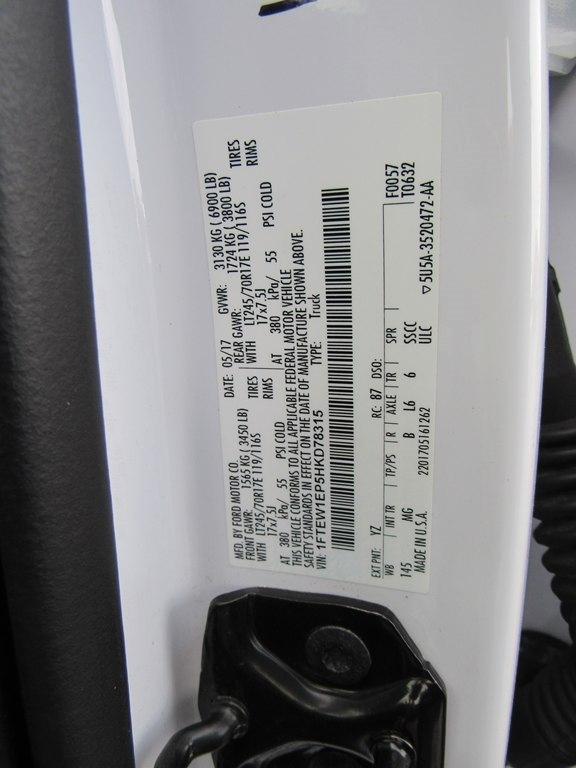 MFD. BY FORD MOTOR CO. DATE: 05/17 GVWR: 3130 KG ( 6900 LB)
FRONT GAWR: 1565 KG ( 3450 LB) REAR GAWR: 1724 KG ( 3800 LB)
WITH LT245/70R17E 119/116S TIRES WITH LT245/70R17E 119/116S TIRES
17x7.5J RIMS 17x7.5J RIMS
AT 380 kPa/ 55 PSI COLD AT 380 kPa/ 55 PSI COLD
THIS VEHICLE CONFORMS TO ALL APPLICABLE FEDERAL MOTOR VEHICLE
SAFETY STANDARDS IN EFFECT ON THE DATE OF MANUFACTURE SHOWN ABOVE.
VIN: 1FTEW1EP5HKD78315 TYPE: Truck
EXT PNT: YZ RC: 87 DSO: F0D57
WB INT TR TP/PS R AXLE TR SPR T0632
145 MG B L6 6 SSCC
MADE IN U.S.A. 220170516126​2 ULC ▽5U5A-3520472-AA